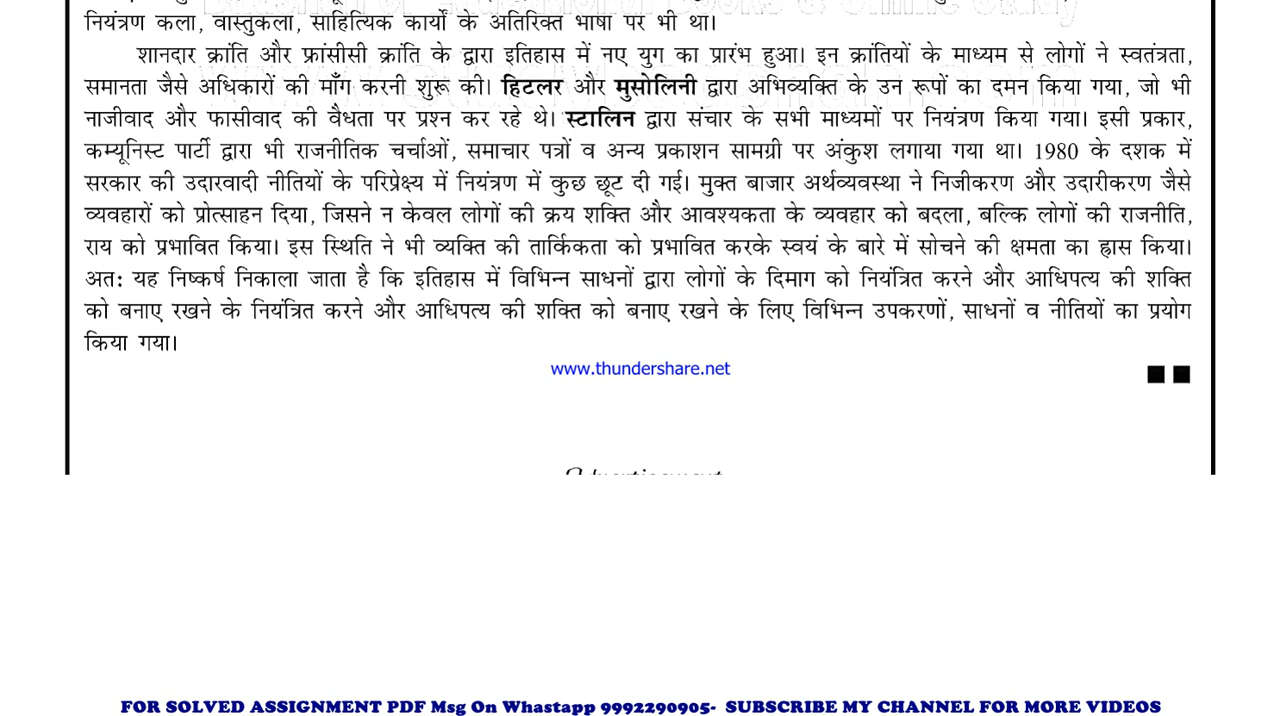 नियंत्रण कला, वास्तुकला, साहित्यिक कार्यों के अतिरिक्त भाषा पर भी था।
शानदार क्रांति और फ्रांसीसी क्रांति के द्वारा इतिहास में नए युग का प्रारंभ हुआ। इन क्रांतियों के माध्यम से लोगों ने स्वतंत्रता,
समानता जैसे अधिकारों की माँग करनी शुरू की। हिटलर और मुसोलिनी द्वारा अभिव्यक्ति के उन रूपों का दमन किया गया, जो भी
नाजीवाद और फासीवाद की वैधता पर प्रश्न कर रहे थे। स्टालिन द्वारा संचार के सभी माध्यमों पर नियंत्रण किया गया। इसी प्रकार,
कम्यूनिस्ट पार्टी द्वारा भी राजनीतिक चर्चाओं, समाचार पत्रों व अन्य प्रकाशन सामग्री पर अंकुश लगाया गया था। 1980 के दशक में
सरकार की उदारवादी नीतियों के परिप्रेक्ष्य में नियंत्रण में कुछ छूट दी गई। मुक्त बाजार अर्थव्यवस्था ने निजीकरण और उदारीकरण जैसे
व्यवहारों को प्रोत्साहन दिया, जिसने न केवल लोगों की क्रय शक्ति और आवश्यकता के व्यवहार को बदला, बल्कि लोगों की राजनीति,
राय को प्रभावित किया। इस स्थिति ने भी व्यक्ति की तार्किकता को प्रभावित करके स्वयं के बारे में सोचने की क्षमता का ह्रास किया।
अतः यह निष्कर्ष निकाला जाता है कि इतिहास में विभिन्न साधनों द्वारा लोगों के दिमाग को नियंत्रित करने और आधिपत्य की शक्ति
को बनाए रखने के नियंत्रित करने और आधिपत्य की शक्ति को बनाए रखने के लिए विभिन्न उपकरणों, साधनों व नीतियों का प्रयोग
किया गया।
www.thundershare.net
FOR SOLVED ASSIGNMENT PDF Msg On Whastapp 9992290905- SUBSCRIBE MY CHANNEL FOR MORE VIDEOS